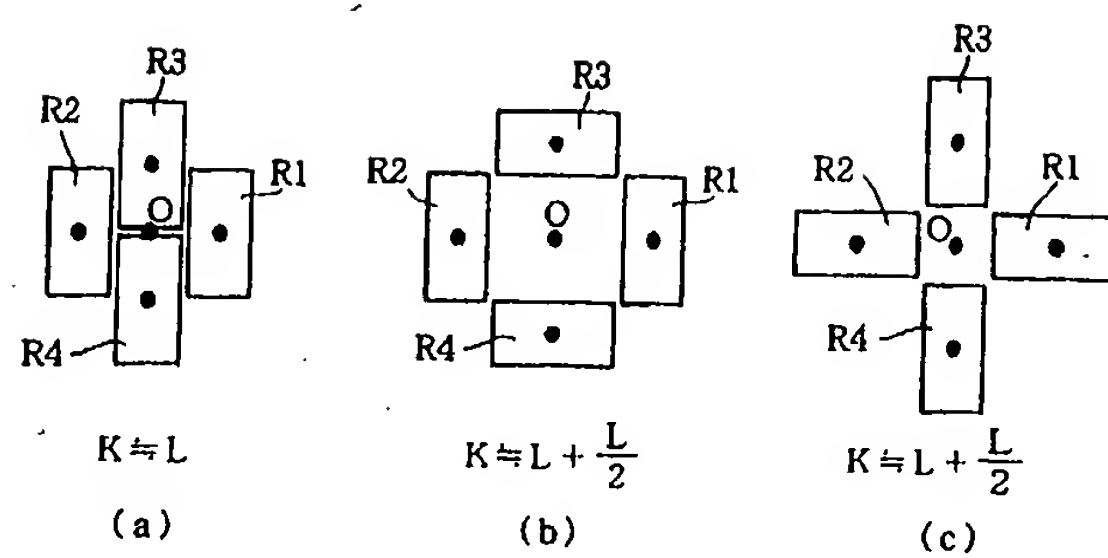 R3
R2
R1
O
R4
K≒L
(a)
R3
R2
R1
O
R4
K≒L + L/2
(b)
R3
R2
R1
O
R4
K≒L + L/2
(c)